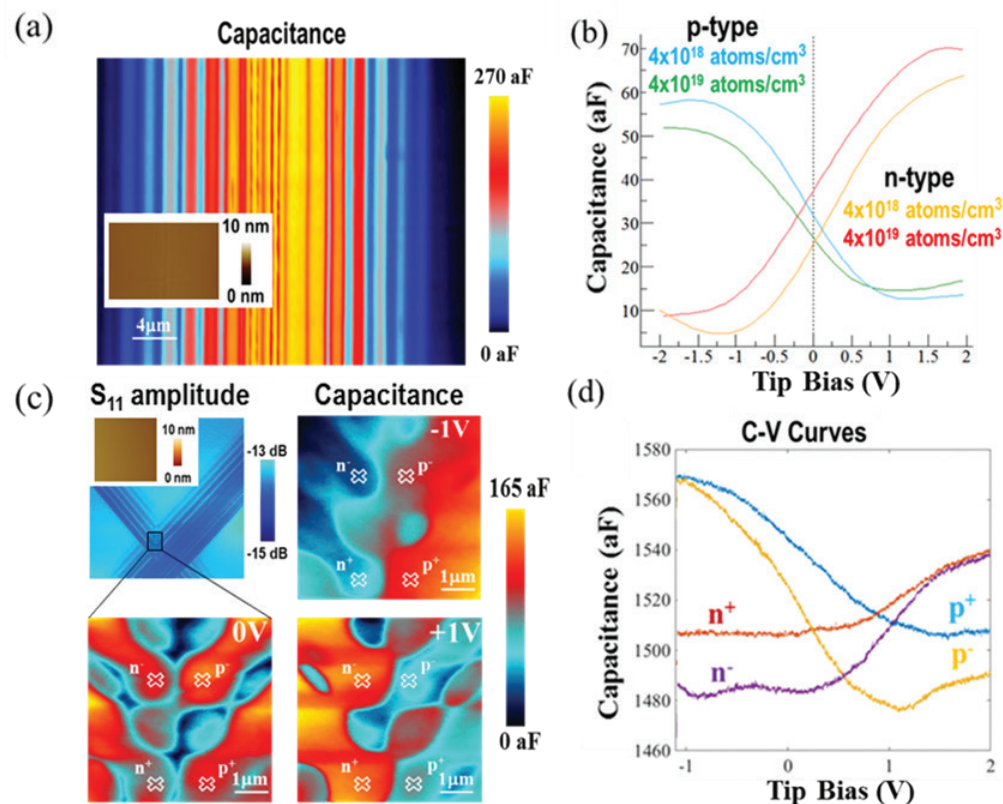 (a)
Capacitance
270 aF
0 aF
10 nm
0 nm
4μm
(b)
p-type
4x10¹⁸ atoms/cm³
4x10¹⁹ atoms/cm³
n-type
4x10¹⁸ atoms/cm³
4x10¹⁹ atoms/cm³
Capacitance (aF)
70
60
50
40
30
20
10
-2 -1.5 -1 -0.5 0 0.5 1 1.5 2
Tip Bias (V)
(c)
S₁₁ amplitude
10 nm
0 nm
-13 dB
-15 dB
Capacitance
-1V
n⁻ p⁻
n⁺ p⁺
1μm
165 aF
0 aF
0V
n⁻ p⁻
n⁺ p⁺
1μm
+1V
n⁻ p⁻
n⁺ p⁺
1μm
(d)
C-V Curves
Capacitance (aF)
1580
1560
1540
1520
1500
1480
1460
n⁺
n⁻
p⁺
p⁻
-1 0 1 2
Tip Bias (V)